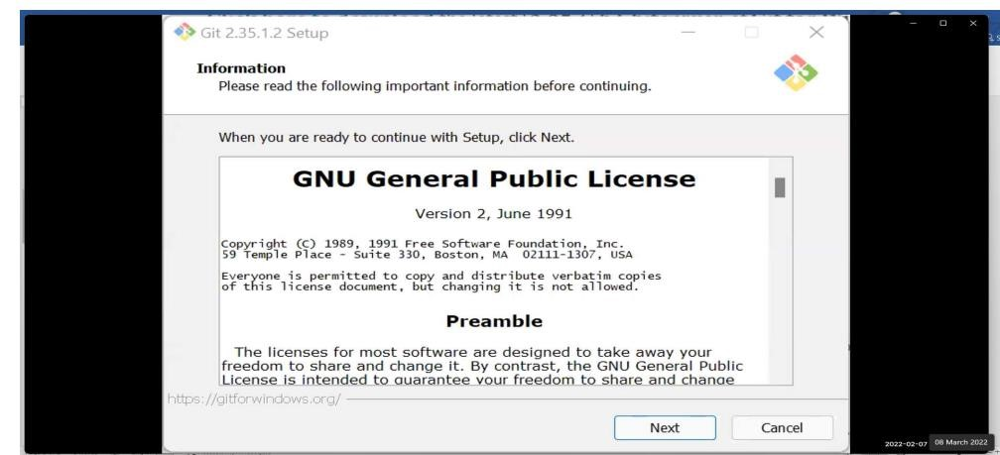 Git 2.35.1.2 Setup
Information
Please read the following important information before continuing.
When you are ready to continue with Setup, click Next.
GNU General Public License
Version 2, June 1991
Copyright (C) 1989, 1991 Free Software Foundation, Inc.
59 Temple Place - Suite 330, Boston, MA  02111-1307, USA
Everyone is permitted to copy and distribute verbatim copies
of this license document, but changing it is not allowed.
Preamble
The licenses for most software are designed to take away your
freedom to share and change it. By contrast, the GNU General Public
License is intended to guarantee your freedom to share and change
https://gitforwindows.org/
Next
Cancel
2022-02-07
08 March 2022